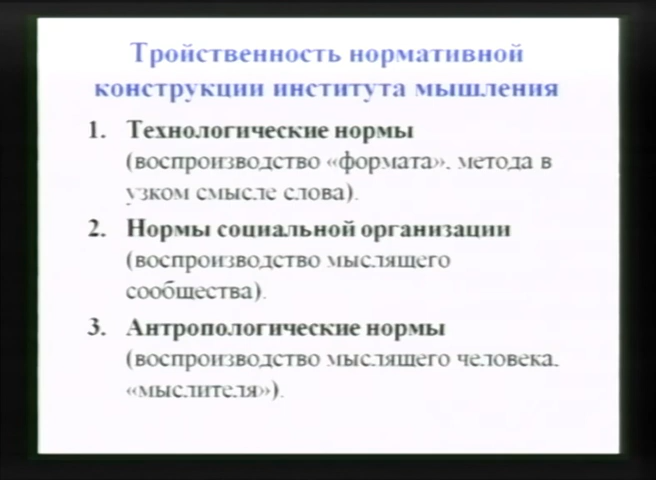 Тройственность нормативной
конструкции института мышления
1. Технологические нормы
(воспроизводство «формата», метода в
узком смысле слова).
2. Нормы социальной организации
(воспроизводство мыслящего
сообщества).
3. Антропологические нормы
(воспроизводство мыслящего человека,
«мыслителя»).